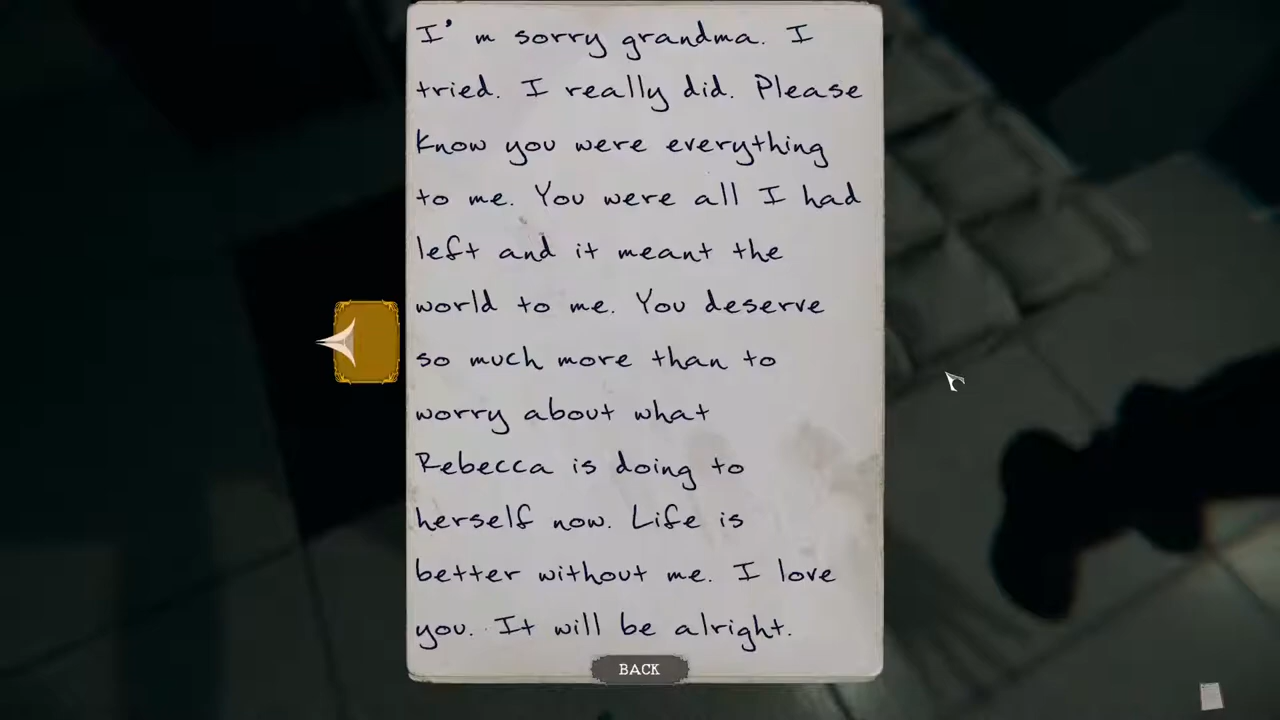 I' m sorry grandma. I
tried. I really did. Please
know you were everything
to me. You were all I had
left and it meant the
world to me. You deserve
so much more than to
worry about what
Rebecca is doing to
herself now. Life is
better without me. I love
you. It will be alright.
BACK